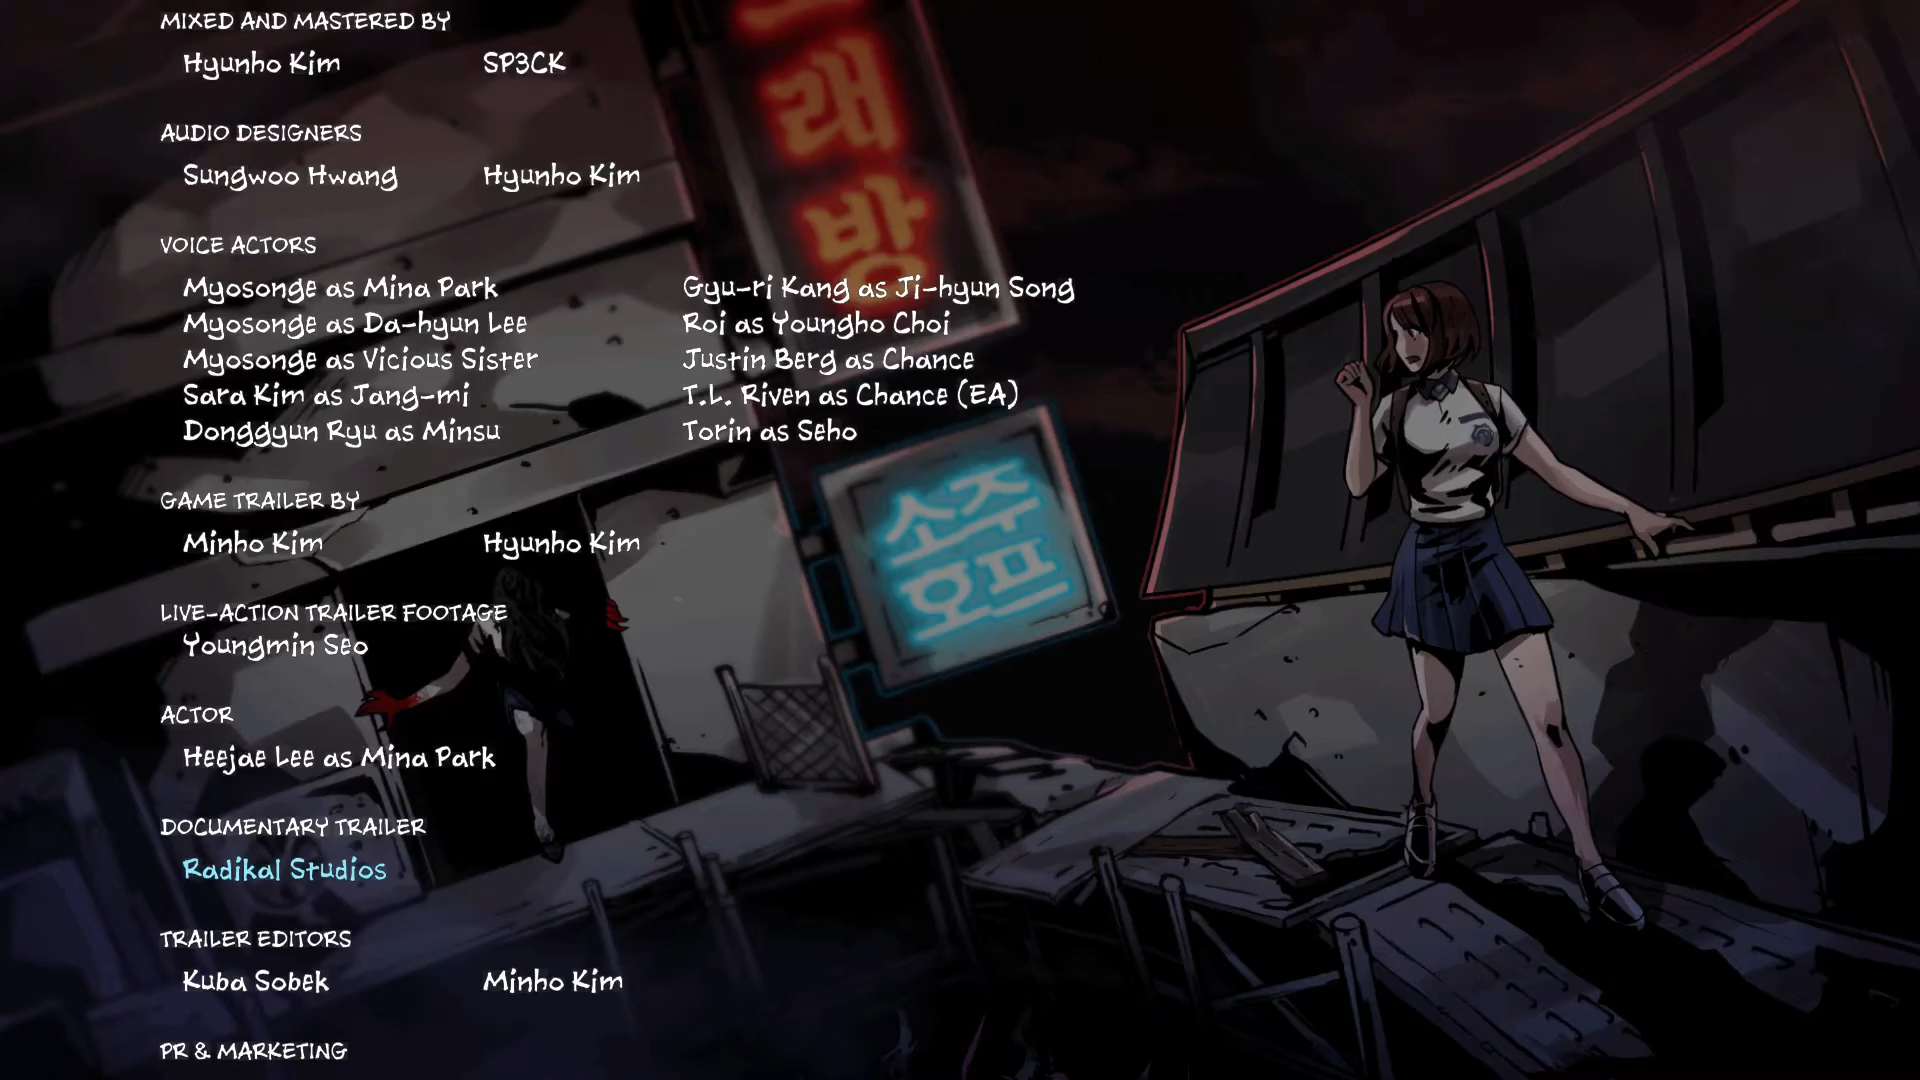 MIXED AND MASTERED BY
Hyunho Kim SP3CK
AUDIO DESIGNERS
Sungwoo Hwang Hyunho Kim
VOICE ACTORS
Myosonge as Mina Park Gyu-ri Kang as Ji-hyun Song
Myosonge as Da-hyun Lee Roi as Youngho Choi
Myosonge as Vicious Sister Justin Berg as Chance
Sara Kim as Jang-mi T.L. Riven as Chance (EA)
Donggyun Ryu as Minsu Torin as Seho
GAME TRAILER BY
Minho Kim Hyunho Kim
LIVE-ACTION TRAILER FOOTAGE
Youngmin Seo
ACTOR
Heejae Lee as Mina Park
DOCUMENTARY TRAILER
Radikal Studios
TRAILER EDITORS
Kuba Sobek Minho Kim
PR & MARKETING
래
방
소주
호프